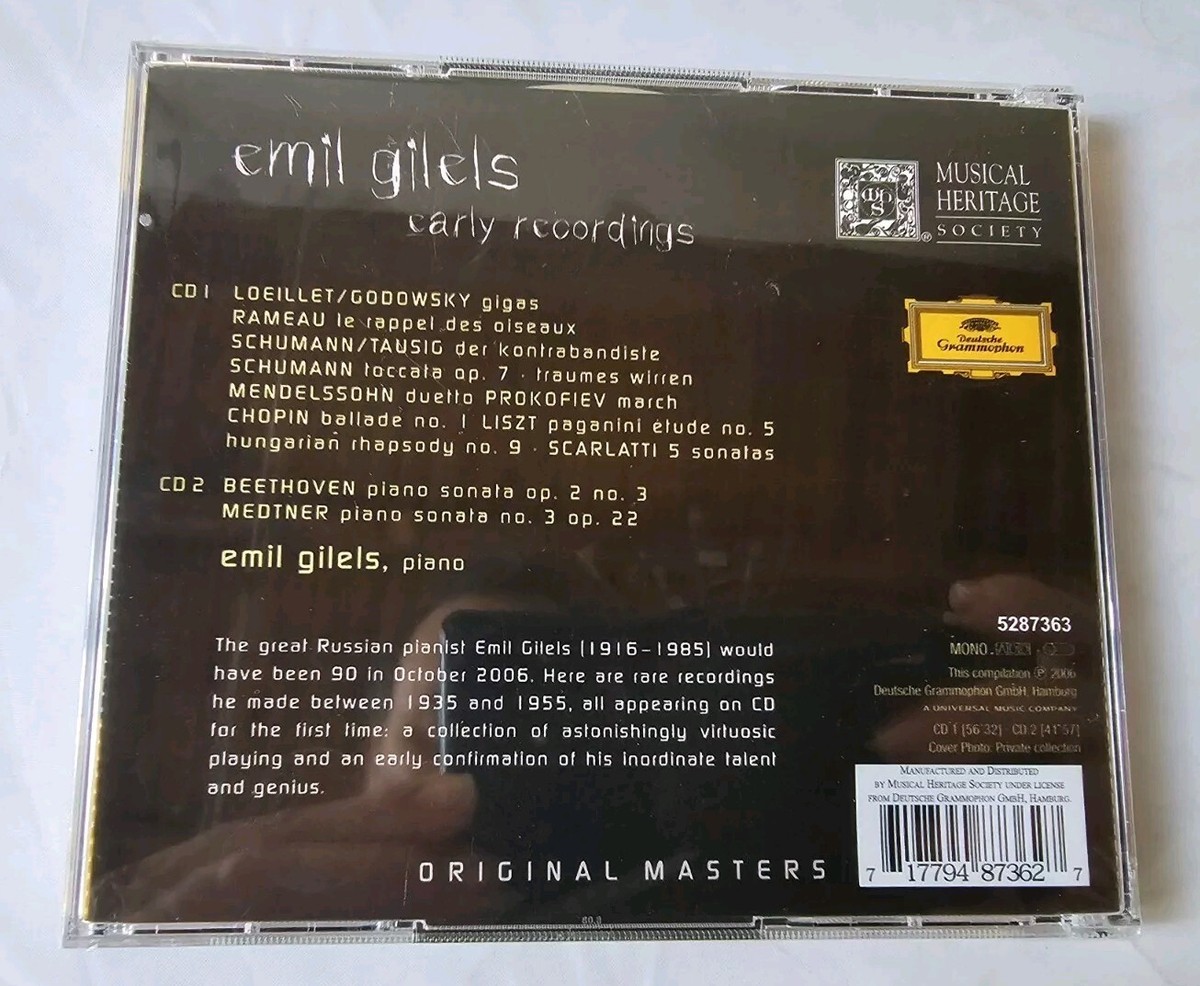 emil gilels
early recordings
MUSICAL
HERITAGE
SOCIETY
MHS
®
Deutsche
Grammophon
CD 1 LOEILLET/GODOWSKY gigas
RAMEAU le rappel des oiseaux
SCHUMANN/TAUSIG der kontrabandiste
SCHUMANN toccata op. 7 · traumes wirren
MENDELSSOHN duetto PROKOFIEV march
CHOPIN ballade no. 1 LISZT paganini étude no. 5
hungarian rhapsody no. 9 · SCARLATTI 5 sonatas
CD 2 BEETHOVEN piano sonata op. 2 no. 3
MEDTNER piano sonata no. 3 op. 22
emil gilels, piano
The great Russian pianist Emil Gilels (1916–1985) would
have been 90 in October 2006. Here are rare recordings
he made between 1935 and 1955, all appearing on CD
for the first time: a collection of astonishingly virtuosic
playing and an early confirmation of his inordinate talent
and genius.
5287363
MONO
This compilation ℗ 2006
Deutsche Grammophon GmbH, Hamburg
A UNIVERSAL MUSIC COMPANY
CD 1 [56'32] CD 2 [41'57]
Cover Photo: Private collection
MANUFACTURED AND DISTRIBUTED
BY MUSICAL HERITAGE SOCIETY UNDER LICENSE
FROM DEUTSCHE GRAMMOPHON GMBH, HAMBURG.
7 17794 87362 7
ORIGINAL MASTERS